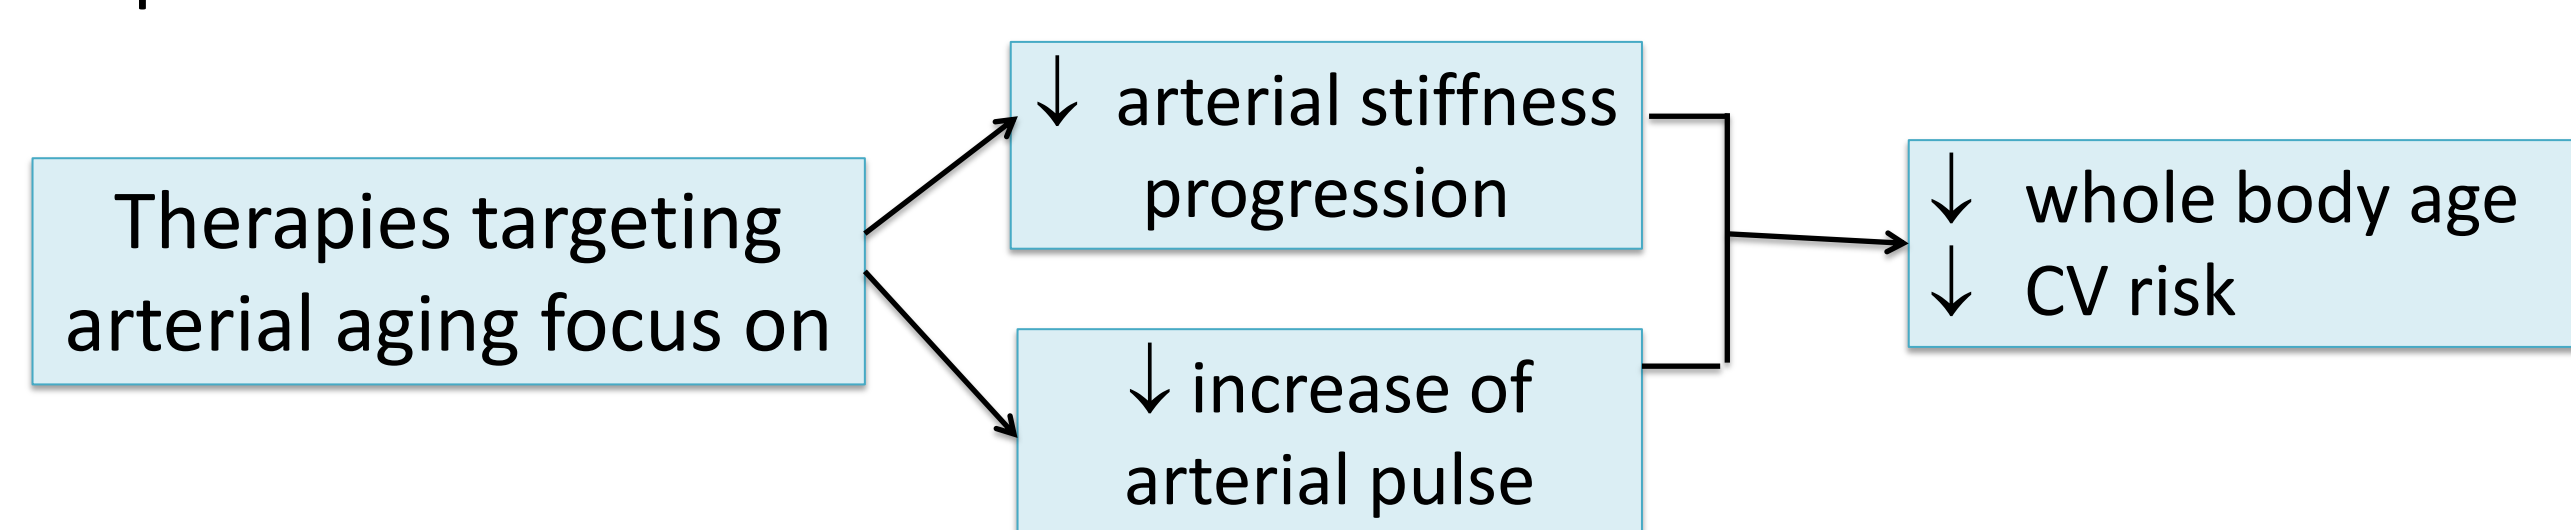 Therapies targeting
arterial aging focus on
↓ arterial stiffness
progression
↓ increase of
arterial pulse
↓ whole body age
↓ CV risk